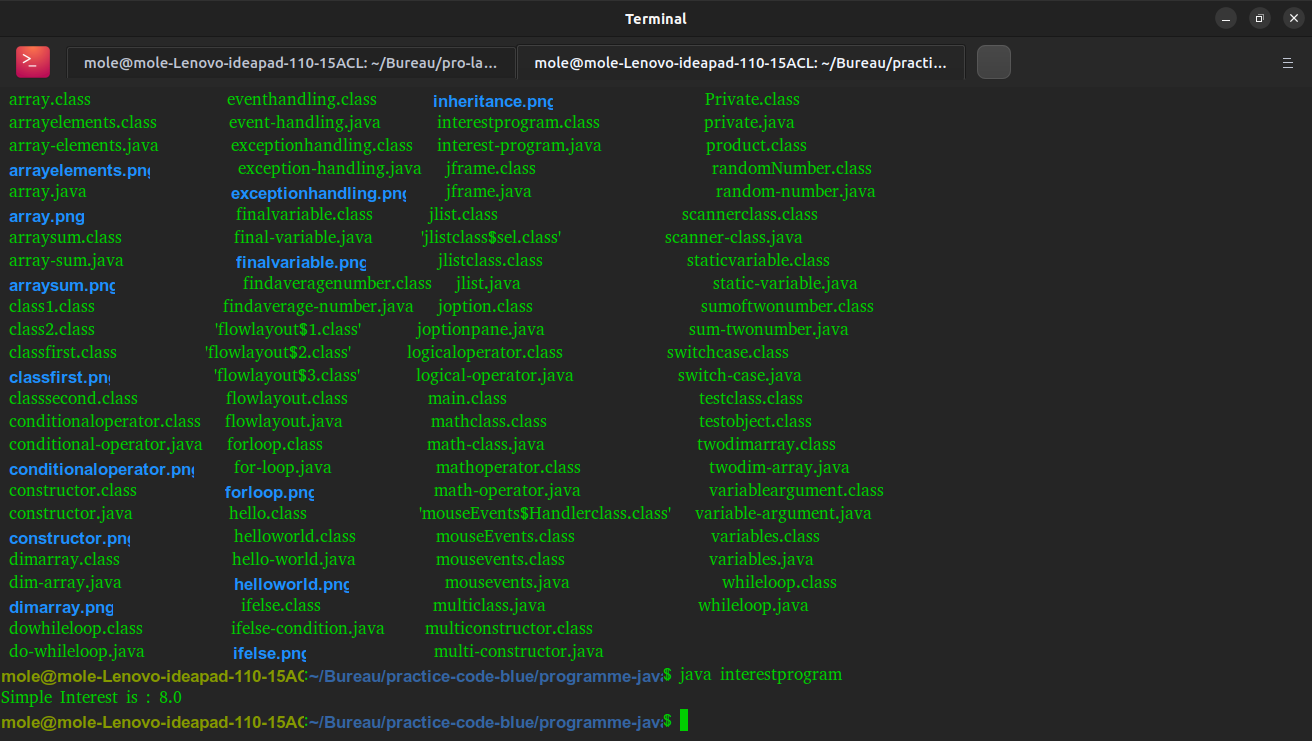 Terminal
>_ mole@mole-Lenovo-ideapad-110-15ACL: ~/Bureau/pro-la... mole@mole-Lenovo-ideapad-110-15ACL: ~/Bureau/practi...
array.class eventhandling.class inheritance.png Private.class
arrayelements.class event-handling.java interestprogram.class private.java
array-elements.java exceptionhandling.class interest-program.java product.class
arrayelements.png exception-handling.java jframe.class randomNumber.class
array.java exceptionhandling.png jframe.java random-number.java
array.png finalvariable.class jlist.class scannerclass.class
arraysum.class final-variable.java 'jlistclass$sel.class' scanner-class.java
array-sum.java finalvariable.png jlistclass.class staticvariable.class
arraysum.png findaveragenumber.class jlist.java static-variable.java
class1.class findaverage-number.java joption.class sumoftwonumber.class
class2.class 'flowlayout$1.class' joptionpane.java sum-twonumber.java
classfirst.class 'flowlayout$2.class' logicaloperator.class switchcase.class
classfirst.png 'flowlayout$3.class' logical-operator.java switch-case.java
classsecond.class flowlayout.class main.class testclass.class
conditionaloperator.class flowlayout.java mathclass.class testobject.class
conditional-operator.java forloop.class math-class.java twodimarray.class
conditionaloperator.png for-loop.java mathoperator.class twodim-array.java
constructor.class forloop.png math-operator.java variableargument.class
constructor.java hello.class 'mouseEvents$Handlerclass.class' variable-argument.java
constructor.png helloworld.class mouseEvents.class variables.class
dimarray.class hello-world.java mousevents.class variables.java
dim-array.java helloworld.png mousevents.java whileloop.class
dimarray.png ifelse.class multiclass.java whileloop.java
dowhileloop.class ifelse-condition.java multiconstructor.class
do-whileloop.java ifelse.png multi-constructor.java
mole@mole-Lenovo-ideapad-110-15AC:~/Bureau/practice-code-blue/programme-java$ java interestprogram
Simple Interest is : 8.0
mole@mole-Lenovo-ideapad-110-15AC:~/Bureau/practice-code-blue/programme-java$